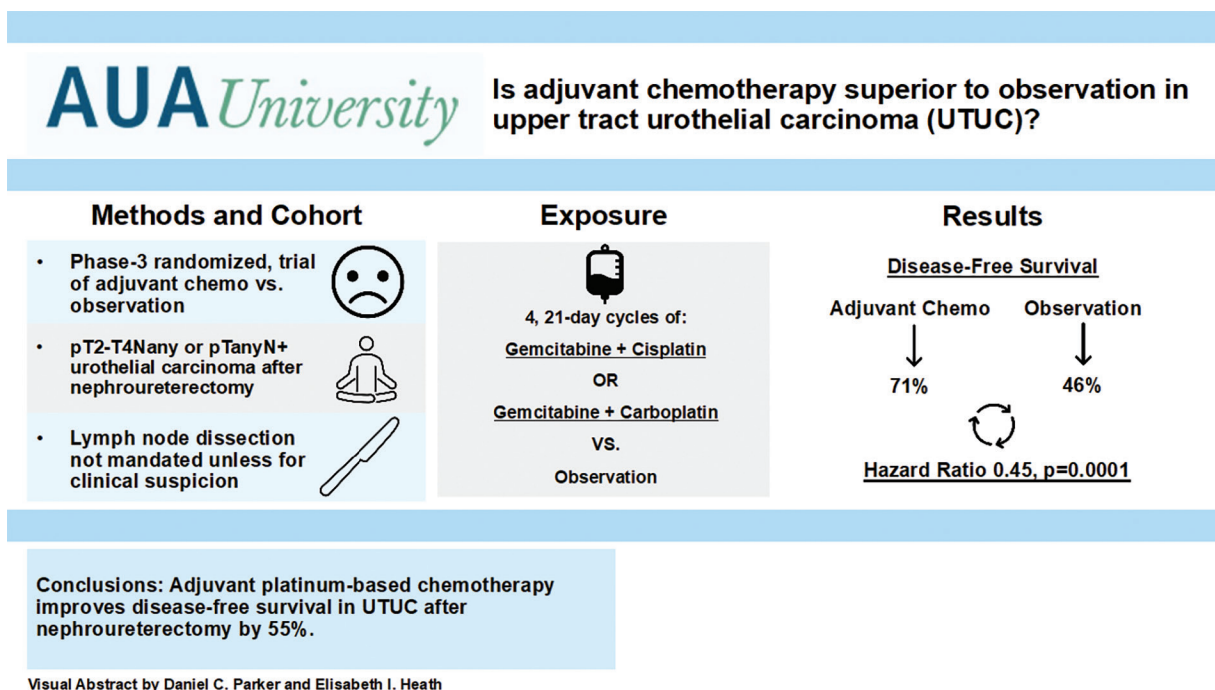 AUA University
Is adjuvant chemotherapy superior to observation in
upper tract urothelial carcinoma (UTUC)?
Methods and Cohort
• Phase-3 randomized, trial
of adjuvant chemo vs.
observation
• pT2-T4Nany or pTanyN+
urothelial carcinoma after
nephroureterectomy
• Lymph node dissection
not mandated unless for
clinical suspicion
Exposure
4, 21-day cycles of:
Gemcitabine + Cisplatin
OR
Gemcitabine + Carboplatin
VS.
Observation
Results
Disease-Free Survival
Adjuvant Chemo Observation
71% 46%
Hazard Ratio 0.45, p=0.0001
Conclusions: Adjuvant platinum-based chemotherapy
improves disease-free survival in UTUC after
nephroureterectomy by 55%.
Visual Abstract by Daniel C. Parker and Elisabeth I. Heath